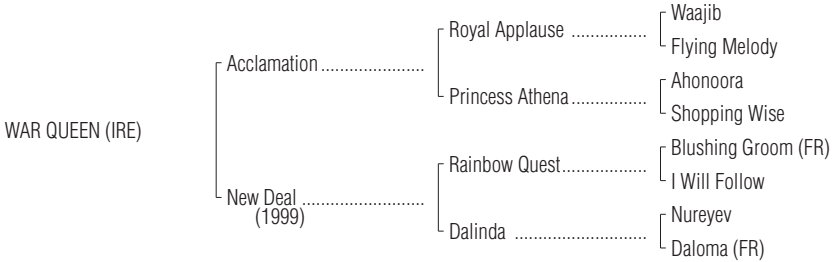 Waajib
Royal Applause ................
Flying Melody
Acclamation ......................
Ahonoora
Princess Athena................
Shopping Wise
WAR QUEEN (IRE)
Blushing Groom (FR)
Rainbow Quest..................
I Will Follow
New Deal ..........................
(1999)
Nureyev
Dalinda ............................
Daloma (FR)